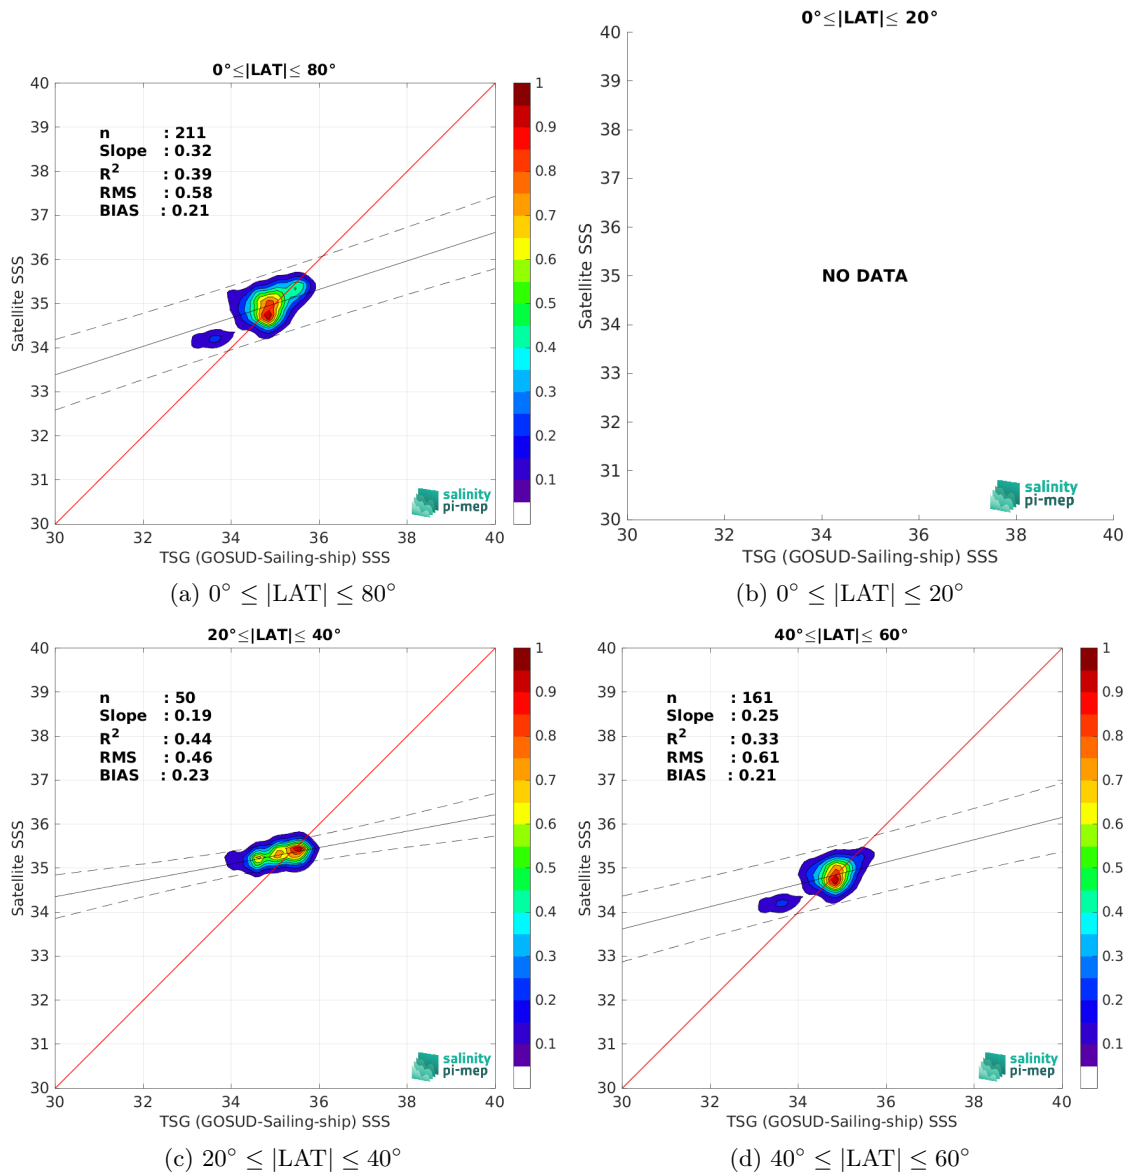 0°≤|LAT|≤ 80°
40
39
38
37
36
35
34
33
32
31
30
Satellite SSS
n : 211
Slope : 0.32
R² : 0.39
RMS : 0.58
BIAS : 0.21
salinity
pi-mep
30 32 34 36 38 40
TSG (GOSUD-Sailing-ship) SSS
1
0.9
0.8
0.7
0.6
0.5
0.4
0.3
0.2
0.1
(a) 0° ≤ |LAT| ≤ 80°
0°≤|LAT|≤ 20°
40
39
38
37
36
35
34
33
32
31
30
Satellite SSS
NO DATA
salinity
pi-mep
30 32 34 36 38 40
TSG (GOSUD-Sailing-ship) SSS
(b) 0° ≤ |LAT| ≤ 20°
20°≤|LAT|≤ 40°
40
39
38
37
36
35
34
33
32
31
30
Satellite SSS
n : 50
Slope : 0.19
R² : 0.44
RMS : 0.46
BIAS : 0.23
salinity
pi-mep
30 32 34 36 38 40
TSG (GOSUD-Sailing-ship) SSS
1
0.9
0.8
0.7
0.6
0.5
0.4
0.3
0.2
0.1
(c) 20° ≤ |LAT| ≤ 40°
40°≤|LAT|≤ 60°
40
39
38
37
36
35
34
33
32
31
30
Satellite SSS
n : 161
Slope : 0.25
R² : 0.33
RMS : 0.61
BIAS : 0.21
salinity
pi-mep
30 32 34 36 38 40
TSG (GOSUD-Sailing-ship) SSS
1
0.9
0.8
0.7
0.6
0.5
0.4
0.3
0.2
0.1
(d) 40° ≤ |LAT| ≤ 60°